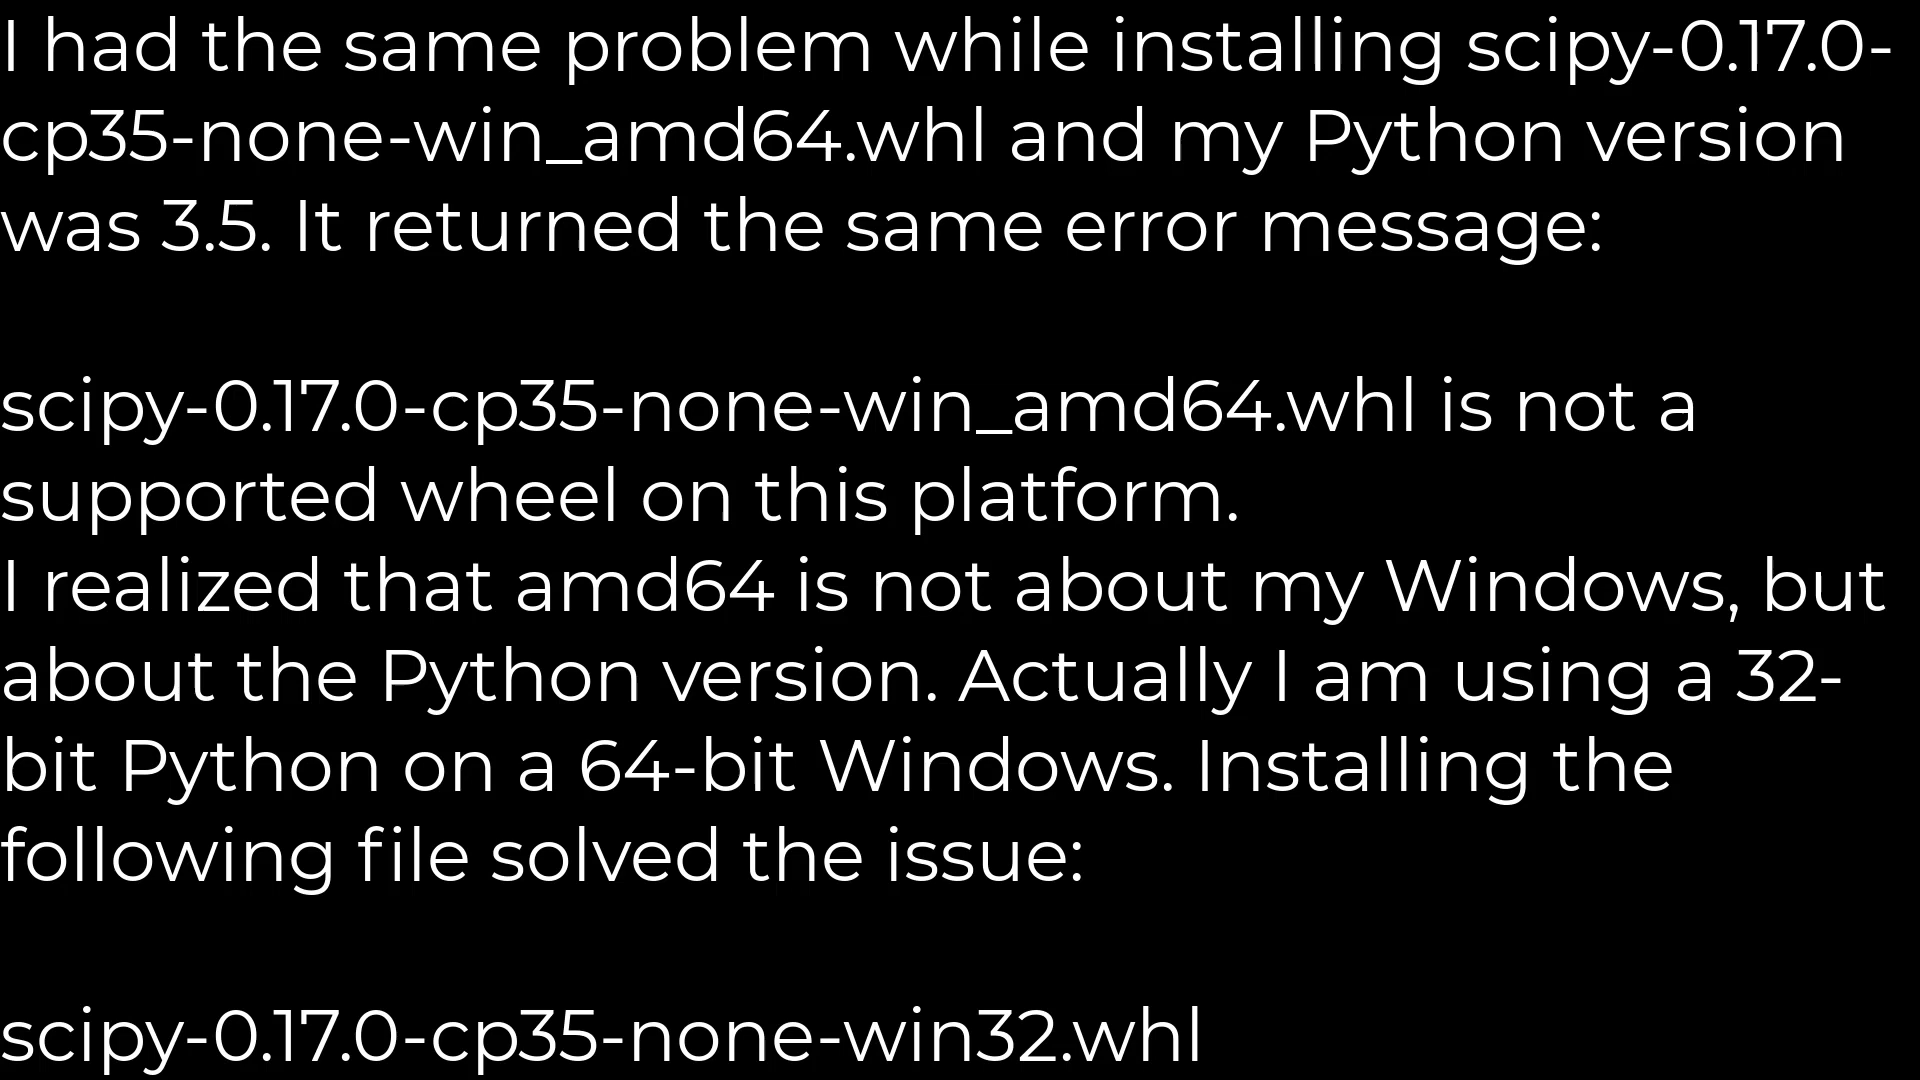 I had the same problem while installing scipy-0.17.0-
cp35-none-win_amd64.whl and my Python version
was 3.5. It returned the same error message:
scipy-0.17.0-cp35-none-win_amd64.whl is not a
supported wheel on this platform.
I realized that amd64 is not about my Windows, but
about the Python version. Actually I am using a 32-
bit Python on a 64-bit Windows. Installing the
following file solved the issue:
scipy-0.17.0-cp35-none-win32.whl